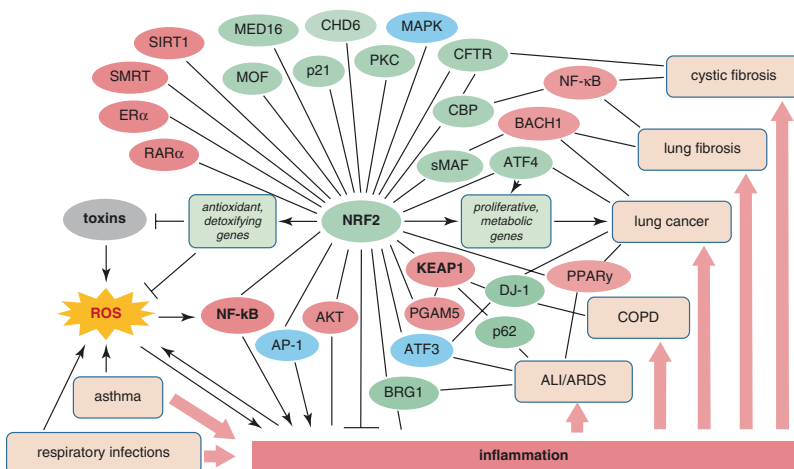 MED16
CHD6
MAPK
SIRT1
CFTR
PKC
p21
MOF
SMRT
cystic fibrosis
NF-κB
CBP
ERα
BACH1
lung fibrosis
RARα
sMAF
ATF4
toxins
antioxidant,
detoxifying
genes
NRF2
proliferative,
metabolic
genes
lung cancer
KEAP1
PPARγ
DJ-1
ROS
NF-kB
AKT
PGAM5
COPD
p62
AP-1
ATF3
ALI/ARDS
BRG1
asthma
respiratory infections
inflammation